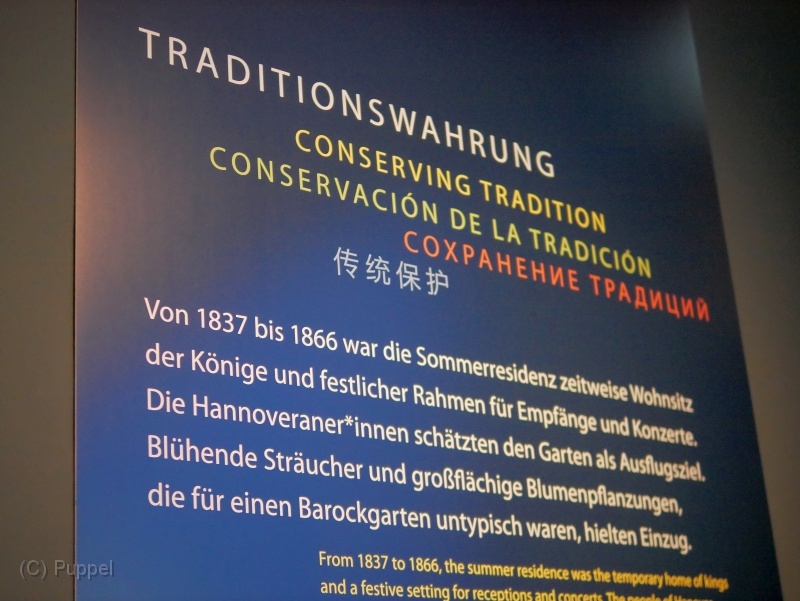 TRADITIONSWAHRUNG
CONSERVING TRADITION
CONSERVACIÓN DE LA TRADICIÓN
СОХРАНЕНИЕ ТРАДИЦИЙ
传统保护
Von 1837 bis 1866 war die Sommerresidenz zeitweise Wohnsitz
der Könige und festlicher Rahmen für Empfänge und Konzerte.
Die Hannoveraner*innen schätzten den Garten als Ausflugsziel.
Blühende Sträucher und großflächige Blumenpflanzungen,
die für einen Barockgarten untypisch waren, hielten Einzug.
From 1837 to 1866, the summer residence was the temporary home of kings
and a festive setting for receptions and concerts. The people of
(C) Puppel